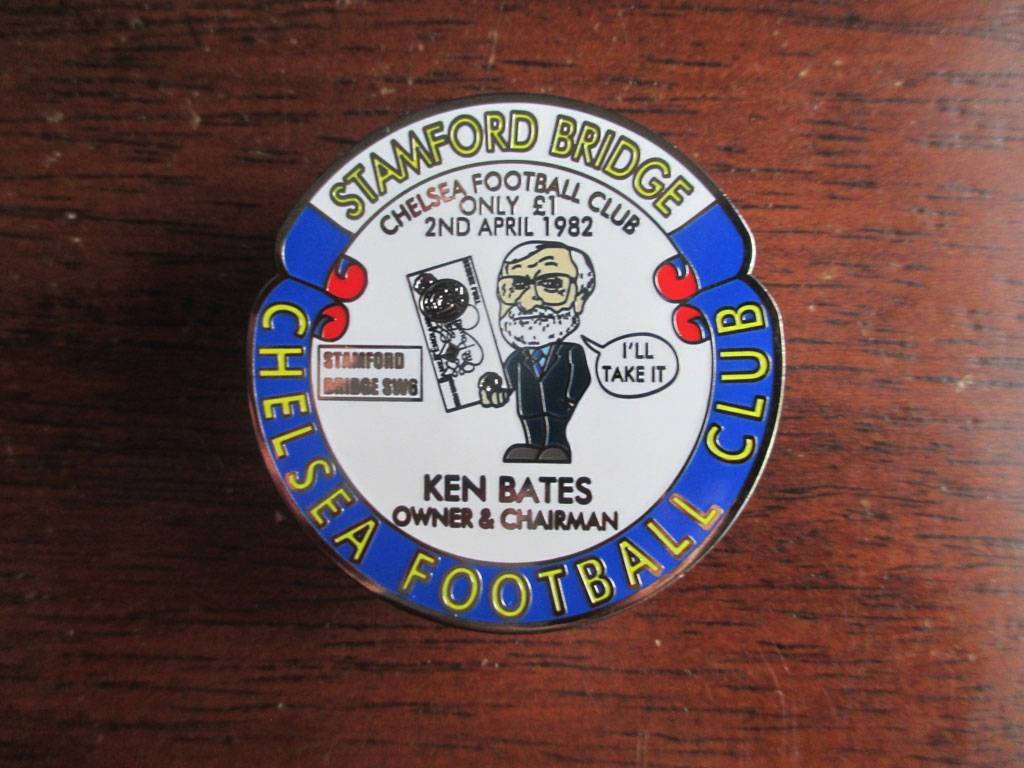 STAMFORD BRIDGE
CHELSEA FOOTBALL CLUB
ONLY £1
2ND APRIL 1982
I'LL
TAKE IT
STAMFORD
BRIDGE SW6
KEN BATES
OWNER & CHAIRMAN
CHELSEA FOOTBALL CLUB